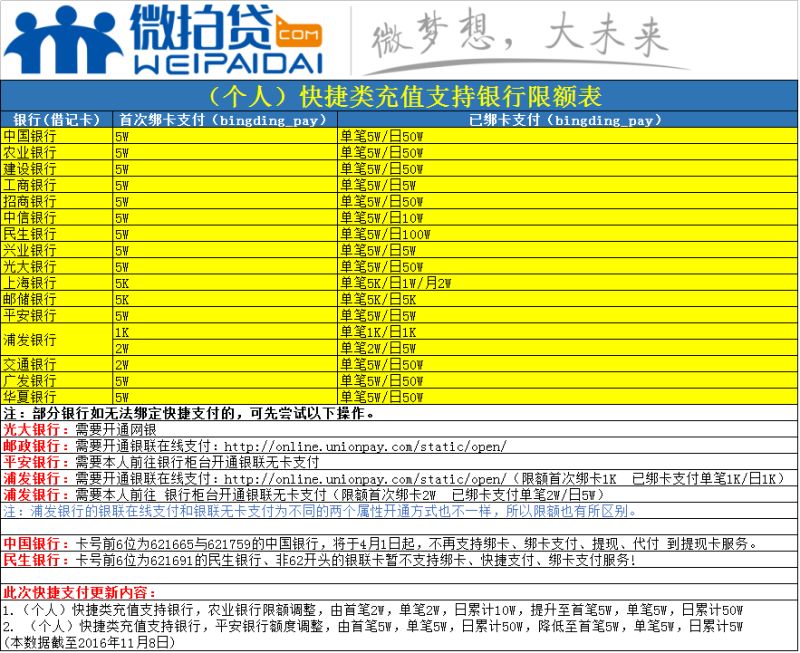 微拍贷.COM
WEIPAIDAI
微梦想，大未来
（个人）快捷类充值支持银行限额表
银行(借记卡) 首次绑卡支付（bingding_pay） 已绑卡支付（bingding_pay）
中国银行 5W 单笔5W/日50W
农业银行 5W 单笔5W/日50W
建设银行 5W 单笔5W/日50W
工商银行 5W 单笔5W/日5W
招商银行 5W 单笔5W/日50W
中信银行 5W 单笔5W/日10W
民生银行 5W 单笔5W/日100W
兴业银行 5W 单笔5W/日5W
光大银行 5W 单笔5W/日50W
上海银行 5K 单笔5K/日1W/月2W
邮储银行 5K 单笔5K/日5K
平安银行 5W 单笔5W/日5W
浦发银行 1K 单笔1K/日1K
2W 单笔2W/日5W
交通银行 2W 单笔5W/日50W
广发银行 5W 单笔5W/日50W
华夏银行 5W 单笔5W/日50W
注：部分银行如无法绑定快捷支付的，可先尝试以下操作。
光大银行：需要开通网银
邮政银行：需要开通银联在线支付：http://online.unionpay.com/static/open/
平安银行：需要本人前往银行柜台开通银联无卡支付
浦发银行：需要开通银联在线支付：http://online.unionpay.com/static/open/（限额首次绑卡1K 已绑卡支付单笔1K/日1K）
浦发银行：需要本人前往 银行柜台开通银联无卡支付（限额首次绑卡2W 已绑卡支付单笔2W/日5W）
注：浦发银行的银联在线支付和银联无卡支付为不同的两个属性开通方式也不一样，所以限额也有所区别。
中国银行：卡号前6位为621665与621759的中国银行，将于4月1日起，不再支持绑卡、绑卡支付、提现、代付 到提现卡服务。
民生银行：卡号前6位为621691的民生银行、非62开头的银联卡暂不支持绑卡、快捷支付、绑卡支付服务！
此次快捷支付更新内容：
1.（个人）快捷类充值支持银行，农业银行限额调整，由首笔2W，单笔2W，日累计10W，提升至首笔5W，单笔5W，日累计50W
2. （个人）快捷类充值支持银行，平安银行额度调整，由首笔5W，单笔5W，日累计50W，降低至首笔5W，单笔5W，日累计5W
(本数据截至2016年11月8日)